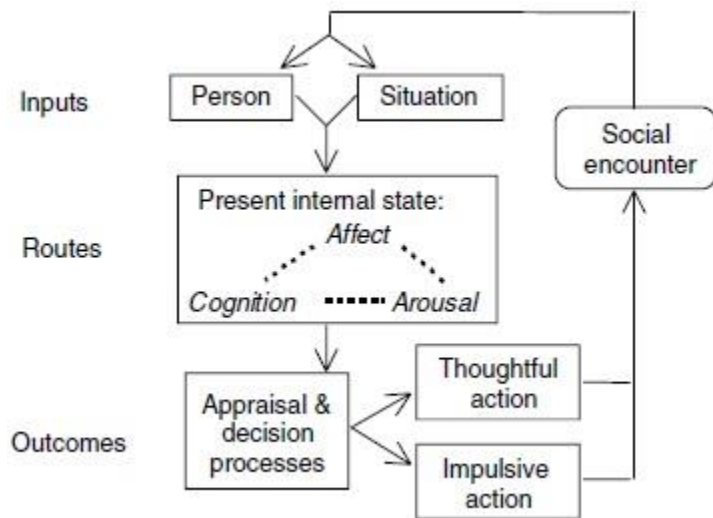 Inputs
Person
Situation
Social
encounter
Routes
Present internal state:
Affect
Cognition
Arousal
Outcomes
Appraisal &
decision
processes
Thoughtful
action
Impulsive
action